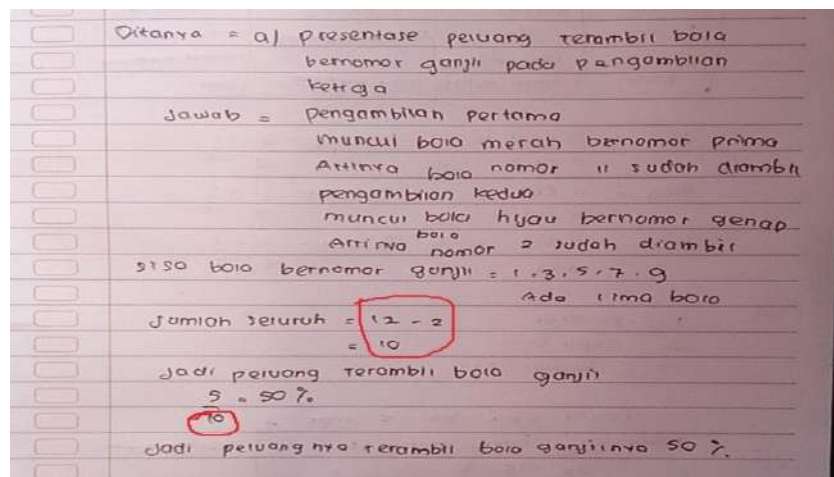 Ditanya = a) presentase peluang terambil bola
bernomor ganjil pada pengambilan
ketiga
Jawab = pengambilan pertama
muncul bola merah bernomor prima
Artinya bola nomor 11 sudah diambil
pengambilan kedua
muncul bola hijau bernomor genap
Artinya bola nomor 2 sudah diambil
sisa bola bernomor ganjil = 1.3.5.7.9
Ada lima bola
Jumlah seluruh = 12 - 2
= 10
Jadi peluang terambil bola ganjil
5/10 = 50 %
Jadi peluang nya terambil bola ganjilnya 50 %.